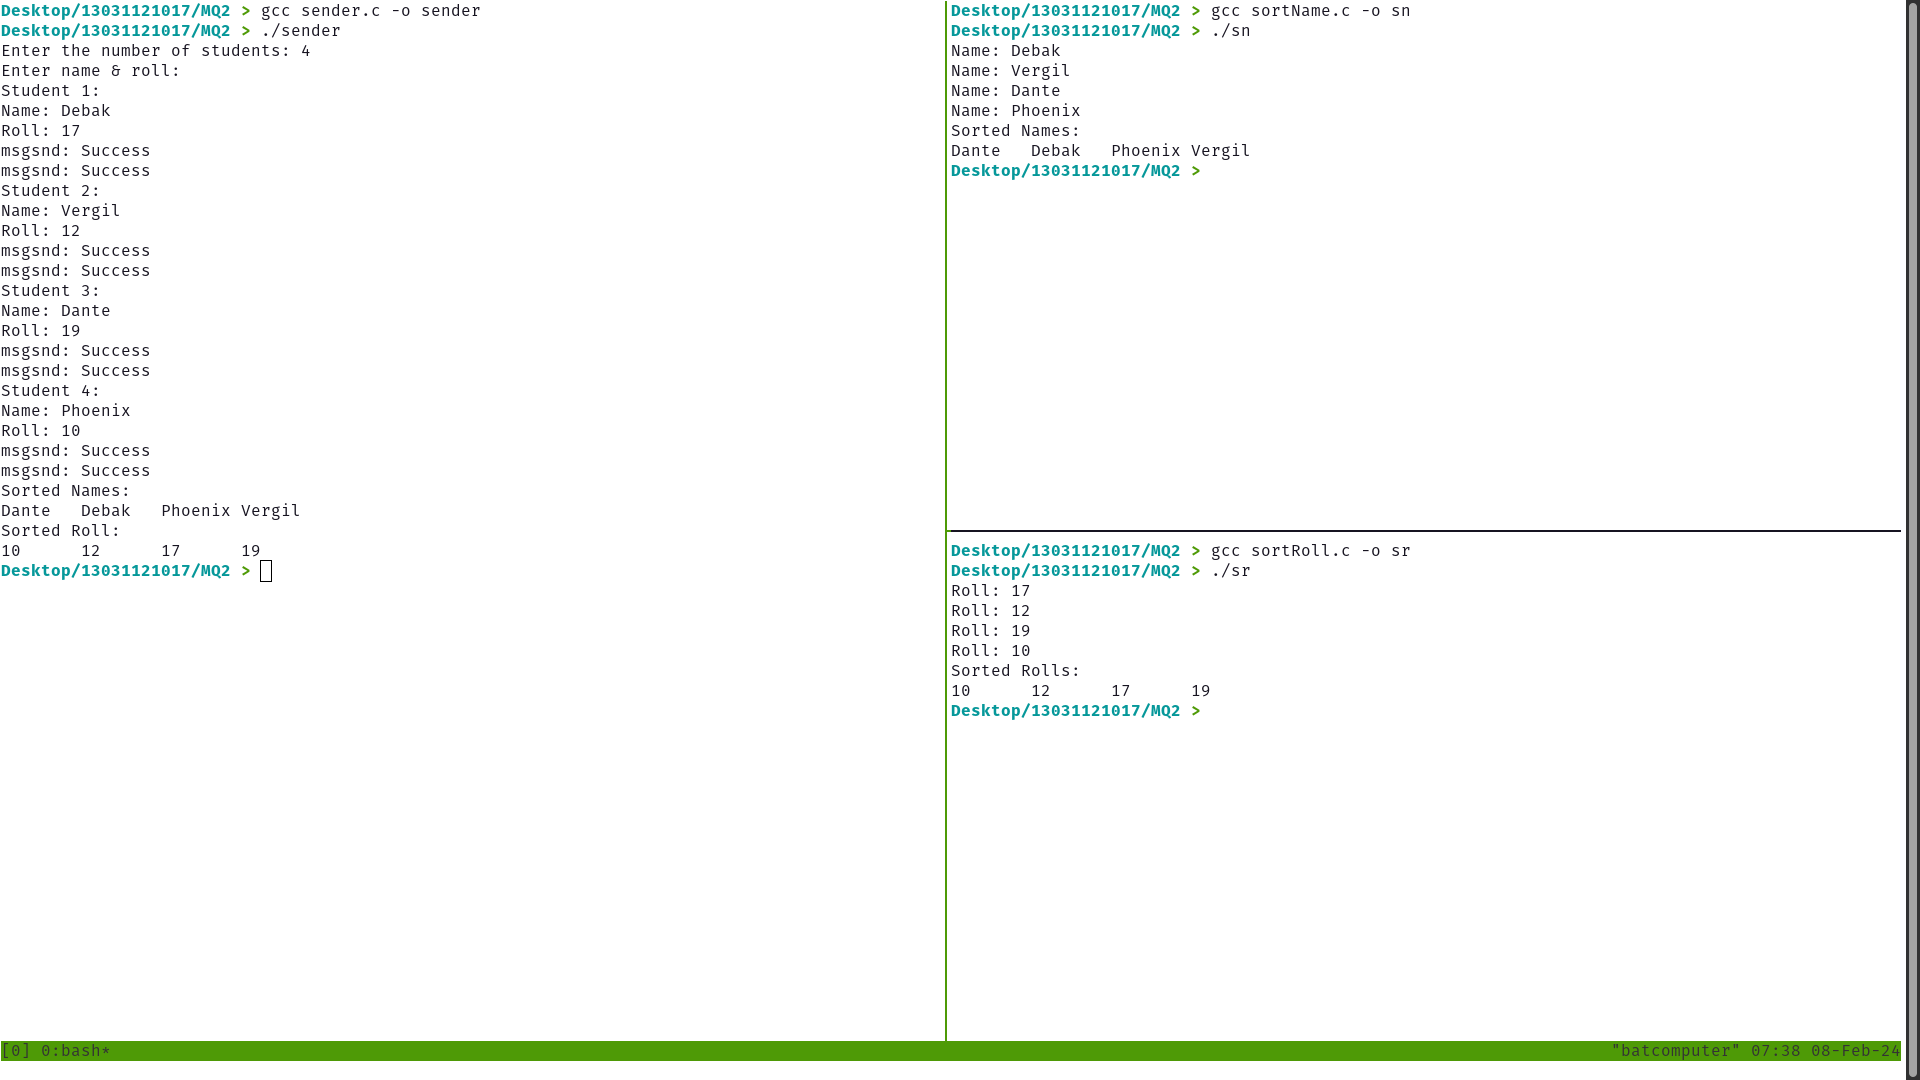 Desktop/13031121017/MQ2 > gcc sender.c -o sender
Desktop/13031121017/MQ2 > ./sender
Enter the number of students: 4
Enter name & roll:
Student 1:
Name: Debak
Roll: 17
msgsnd: Success
msgsnd: Success
Student 2:
Name: Vergil
Roll: 12
msgsnd: Success
msgsnd: Success
Student 3:
Name: Dante
Roll: 19
msgsnd: Success
msgsnd: Success
Student 4:
Name: Phoenix
Roll: 10
msgsnd: Success
msgsnd: Success
Sorted Names:
Dante   Debak   Phoenix Vergil
Sorted Roll:
10      12      17      19
Desktop/13031121017/MQ2 >
Desktop/13031121017/MQ2 > gcc sortName.c -o sn
Desktop/13031121017/MQ2 > ./sn
Name: Debak
Name: Vergil
Name: Dante
Name: Phoenix
Sorted Names:
Dante   Debak   Phoenix Vergil
Desktop/13031121017/MQ2 >
Desktop/13031121017/MQ2 > gcc sortRoll.c -o sr
Desktop/13031121017/MQ2 > ./sr
Roll: 17
Roll: 12
Roll: 19
Roll: 10
Sorted Rolls:
10      12      17      19
Desktop/13031121017/MQ2 >
[0] 0:bash* "batcomputer" 07:38 08-Feb-24